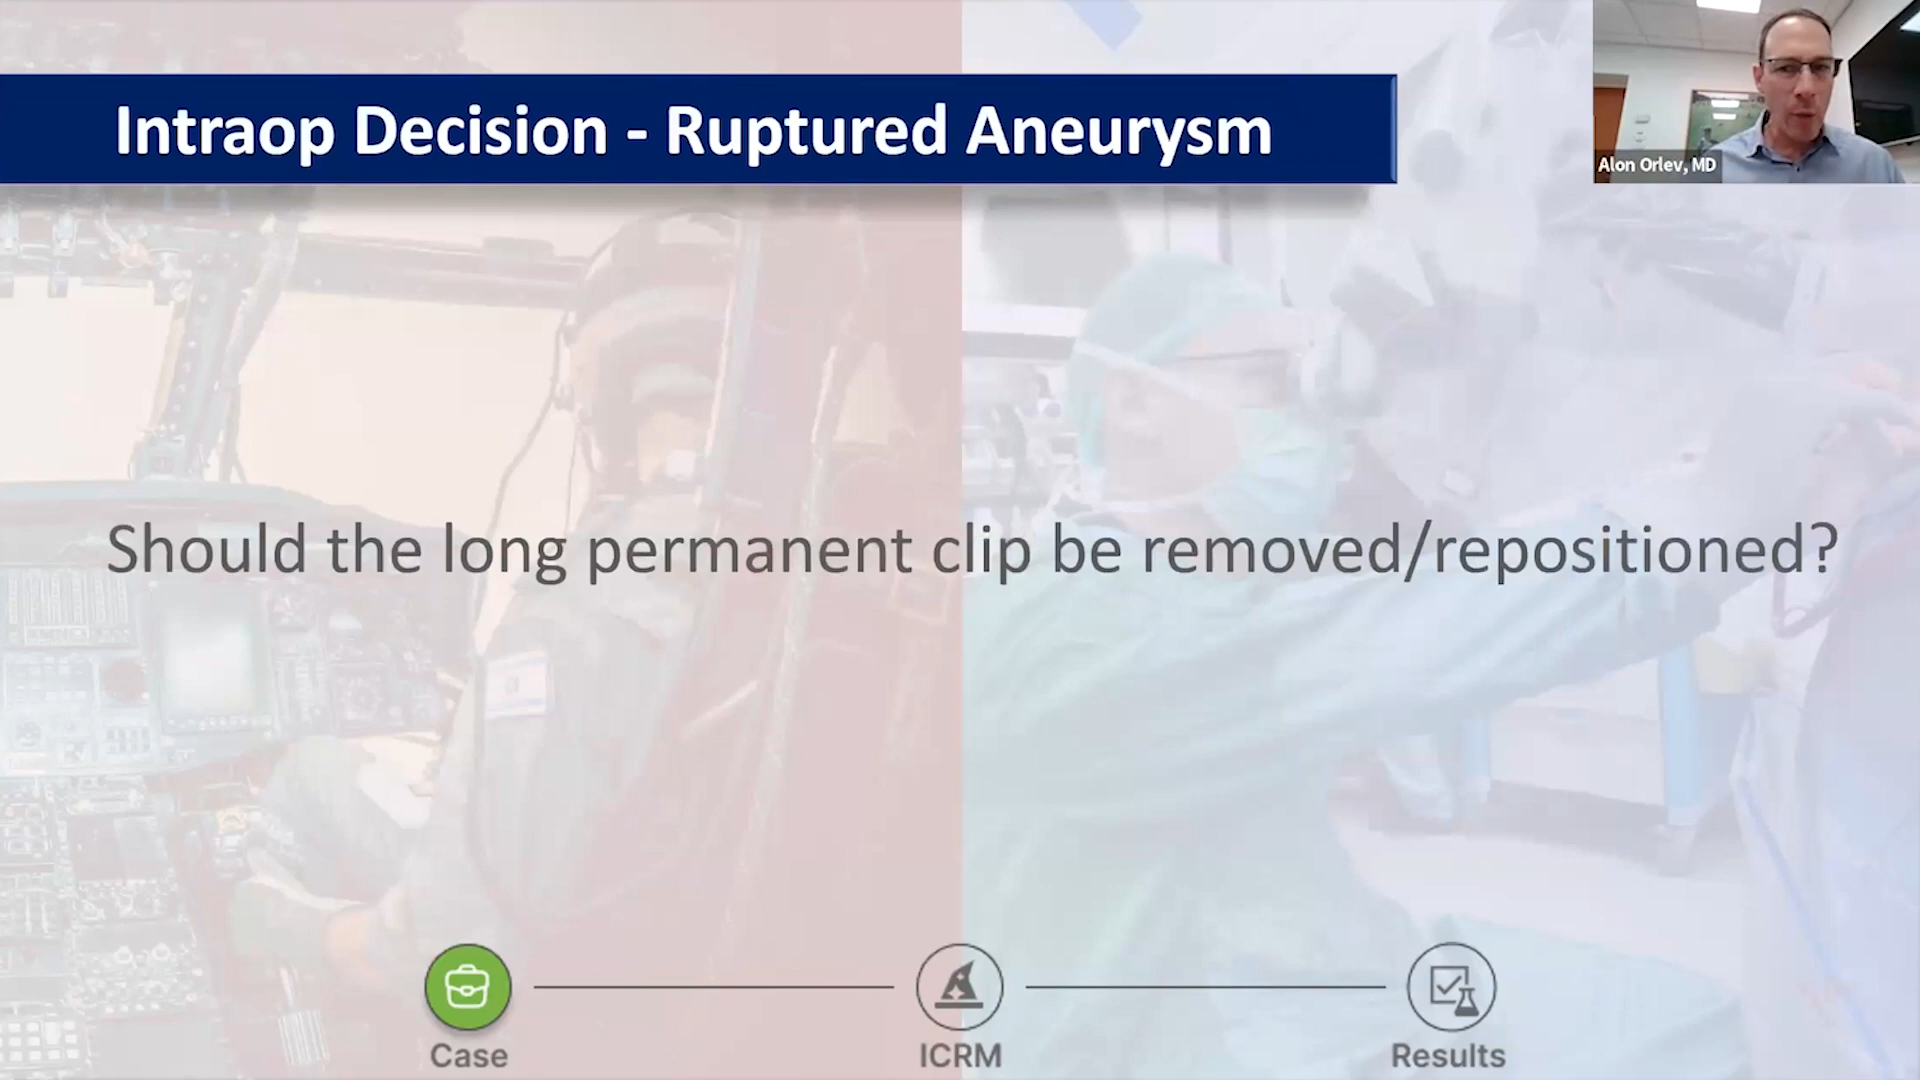 Intraop Decision - Ruptured Aneurysm
Alon Orlev, MD
Should the long permanent clip be removed/repositioned?
Case
ICRM
Results